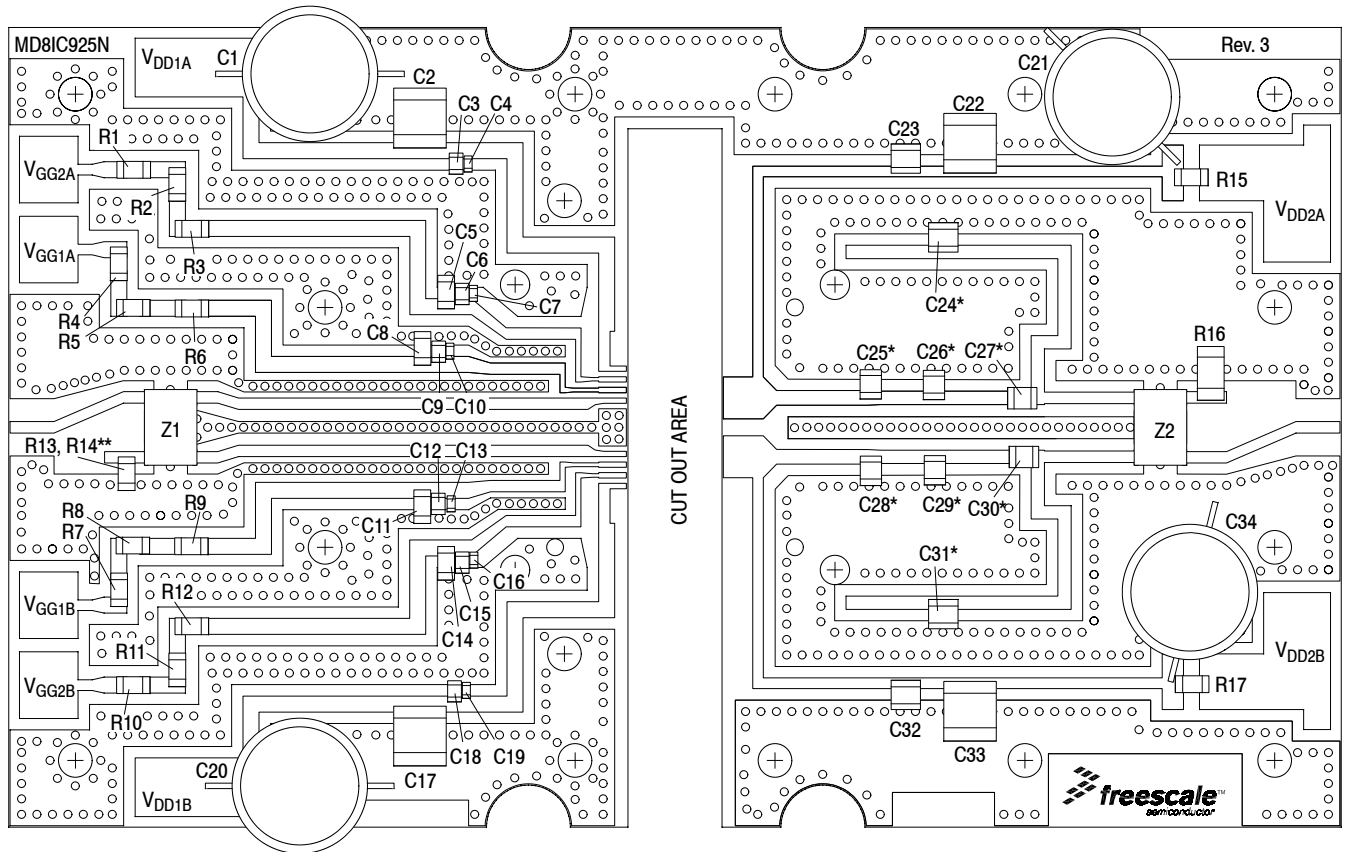 MD8IC925N
Rev. 3
VDD1A
C1
C2
C3 C4
C21
C22
C23
R1
VGG2A
R2
R3
R15
VDD2A
VGG1A
C5
C6
C7
C24*
R4
R5
R6
C8
C9 C10
C25* C26* C27*
R16
Z1
Z2
CUT OUT AREA
R13, R14**
C12 C13
C11
C28* C29* C30*
R8
R7
R9
C34
C16
C15
C14
C31*
VGG1B
R12
R11
VGG2B
R10
VDD2B
R17
C18 C19
C17
C20
VDD1B
C32
C33
freescale™
semiconductor